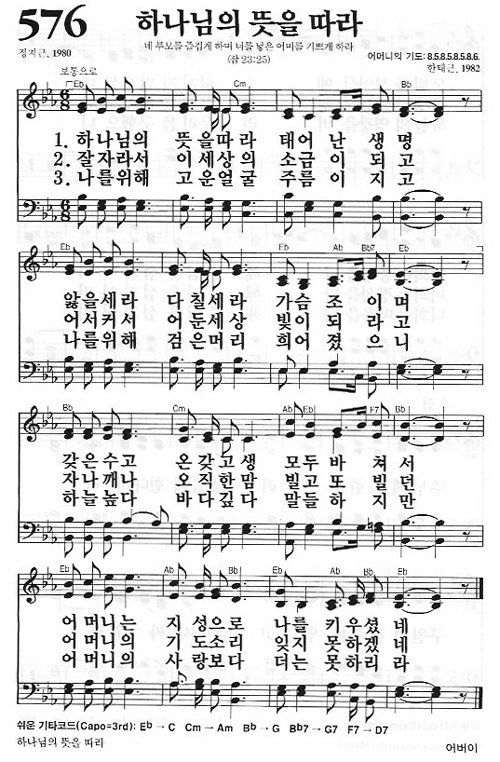 576 하나님의 뜻을 따라
네 부모를 즐겁게 하며 너를 낳은 어미를 기쁘게 하라
정치근, 1980 (잠 23:25) 어머니의 기도: 8.5.8.5.8.5.8.6.
보통으로 한태근, 1982
Eb Cm Bb
1. 하나님의 뜻을따라 태어난 생명
2. 잘자라서 이세상의 소금이 되고
3. 나를위해 고운얼굴 주름이 지고
Eb Eb Ab Bb7 Eb
앓을세라 다칠세라 가슴조이며
어서커서 어둔세상 빛이되라고
나를위해 검은머리 희어졌으니
Bb Cm Ab Eb F7 Bb
갖은수고 온갖고생 모두바쳐서
자나깨나 오직한맘 빌고빌던
하늘높다 바다깊다 말들하지만
Eb Ab Eb Ab Bb Eb
어머니는 지성으로 나를키우셨네
어머니의 기도소리 잊지못하겠네
어머니의 사랑보다 더는못하리라
쉬운 기타코드(Capo=3rd): Eb → C Cm → Am Bb → G Bb7 → G7 F7 → D7
하나님의 뜻을 따라 어버이